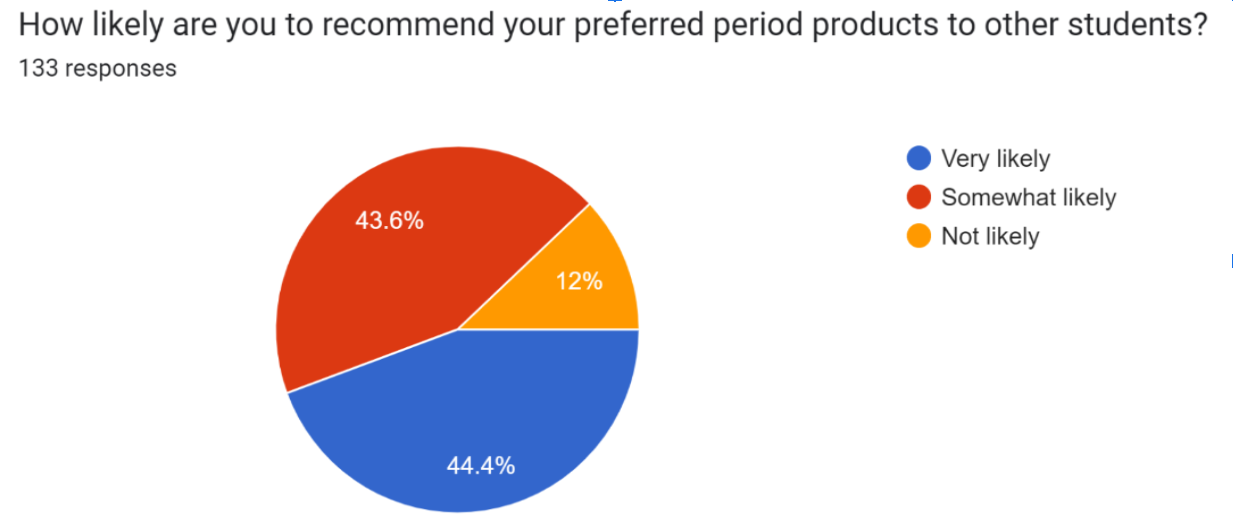 How likely are you to recommend your preferred period products to other students?
133 responses
Very likely
Somewhat likely
Not likely
43.6%
12%
44.4%